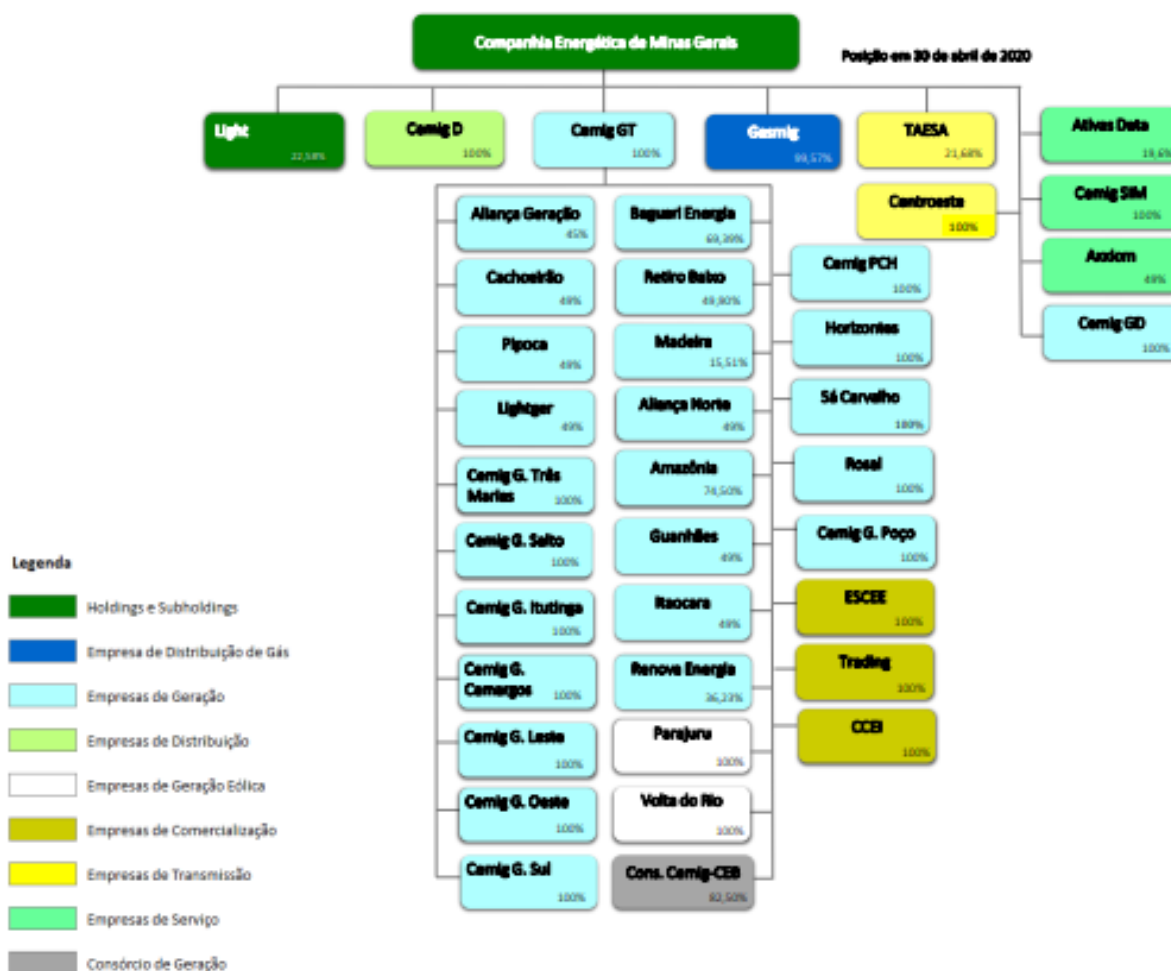 Companhia Energética de Minas Gerais
Posição em 30 de abril de 2020
Light
22,58%
Cemig D
100%
Cemig GT
100%
Gasmig
99,57%
TAESA
21,68%
Ativas Data
19,6%
Centroeste
100%
Cemig SIM
100%
Axxiom
49%
Cemig GD
100%
Aliança Geração
45%
Cachoeirão
49%
Pipoca
49%
Lightger
49%
Cemig G. Três
Marias
100%
Cemig G. Salto
100%
Cemig G. Itutinga
100%
Cemig G.
Camargos
100%
Cemig G. Leste
100%
Cemig G. Oeste
100%
Cemig G. Sul
100%
Baguari Energia
69,39%
Retiro Baixo
49,90%
Madeira
15,51%
Aliança Norte
49%
Amazônia
74,50%
Guanhães
49%
Itaocara
49%
Renova Energia
36,23%
Parajuru
100%
Volta do Rio
100%
Cons. Cemig-CEB
82,50%
Cemig PCH
100%
Horizontes
100%
Sá Carvalho
100%
Rosal
100%
Cemig G. Poço
100%
ESCEE
100%
Trading
100%
CCEI
100%
Legenda
Holdings e Subholdings
Empresa de Distribuição de Gás
Empresas de Geração
Empresas de Distribuição
Empresas de Geração Eólica
Empresas de Comercialização
Empresas de Transmissão
Empresas de Serviço
Consórcio de Geração